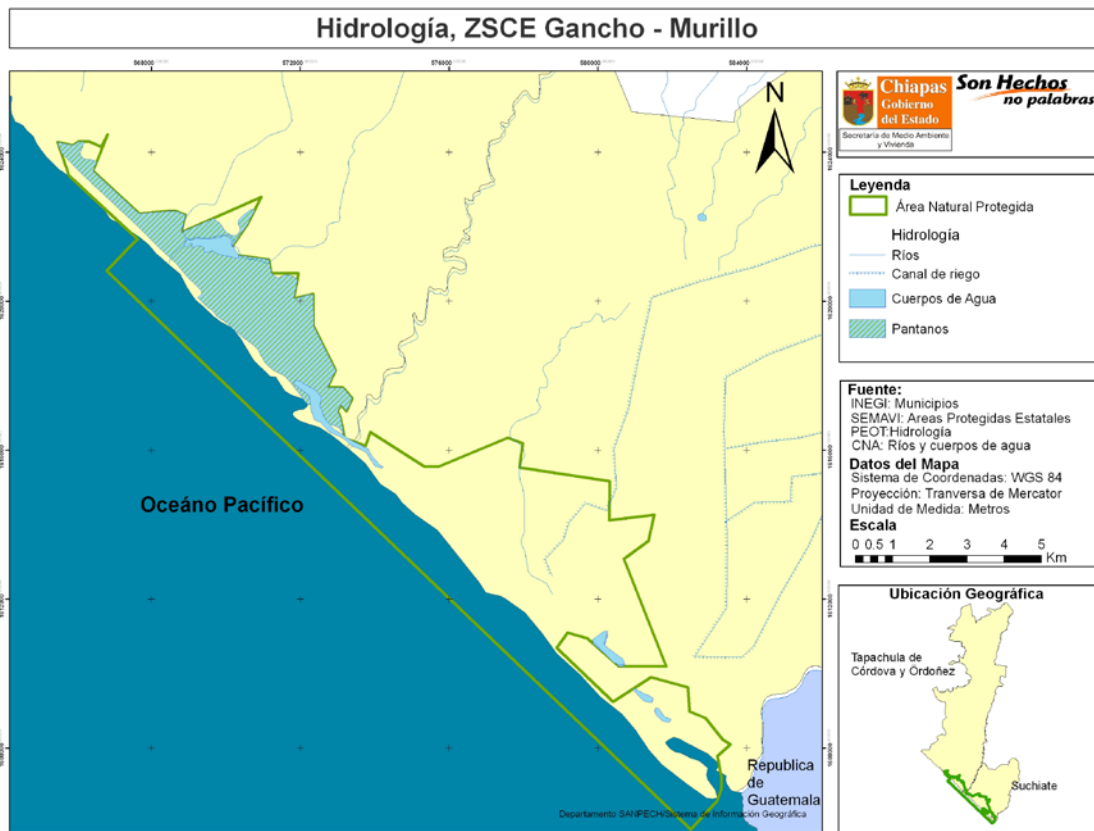 Hidrología, ZSCE Gancho - Murillo
568000
572000
576000
580000
584000
N
Chiapas
Gobierno
del Estado
Secretaría de Medio Ambiente
y Vivienda
Son Hechos
no palabras
Leyenda
Área Natural Protegida
Hidrología
Ríos
Canal de riego
Cuerpos de Agua
Pantanos
Fuente:
INEGI: Municipios
SEMAVI: Areas Protegidas Estatales
PEOT:Hidrología
CNA: Ríos y cuerpos de agua
Datos del Mapa
Sistema de Coordenadas: WGS 84
Proyección: Tranversa de Mercator
Unidad de Medida: Metros
Escala
0 0.5 1 2 3 4 5
Km
Ubicación Geográfica
Tapachula de
Córdova y Ördoñez
Suchiate
Oceáno Pacífico
Republica
de
Guatemala
Departamento SANPECH/Sistema de Información Geográfica